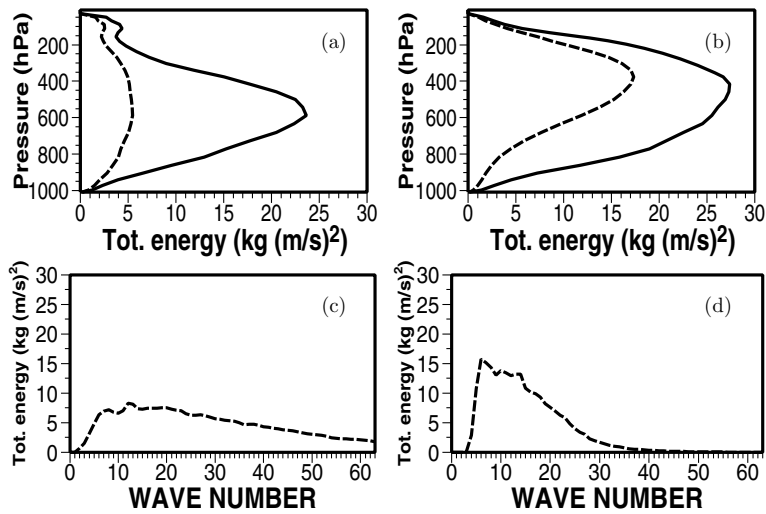 (a)
Pressure (hPa)
200
400
600
800
1000
0 5 10 15 20 25 30
Tot. energy (kg (m/s)²)
(b)
Pressure (hPa)
200
400
600
800
1000
0 5 10 15 20 25 30
Tot. energy (kg (m/s)²)
(c)
Tot. energy (kg (m/s)²)
30
25
20
15
10
5
0
0 10 20 30 40 50 60
WAVE NUMBER
(d)
Tot. energy (kg (m/s)²)
30
25
20
15
10
5
0
0 10 20 30 40 50 60
WAVE NUMBER